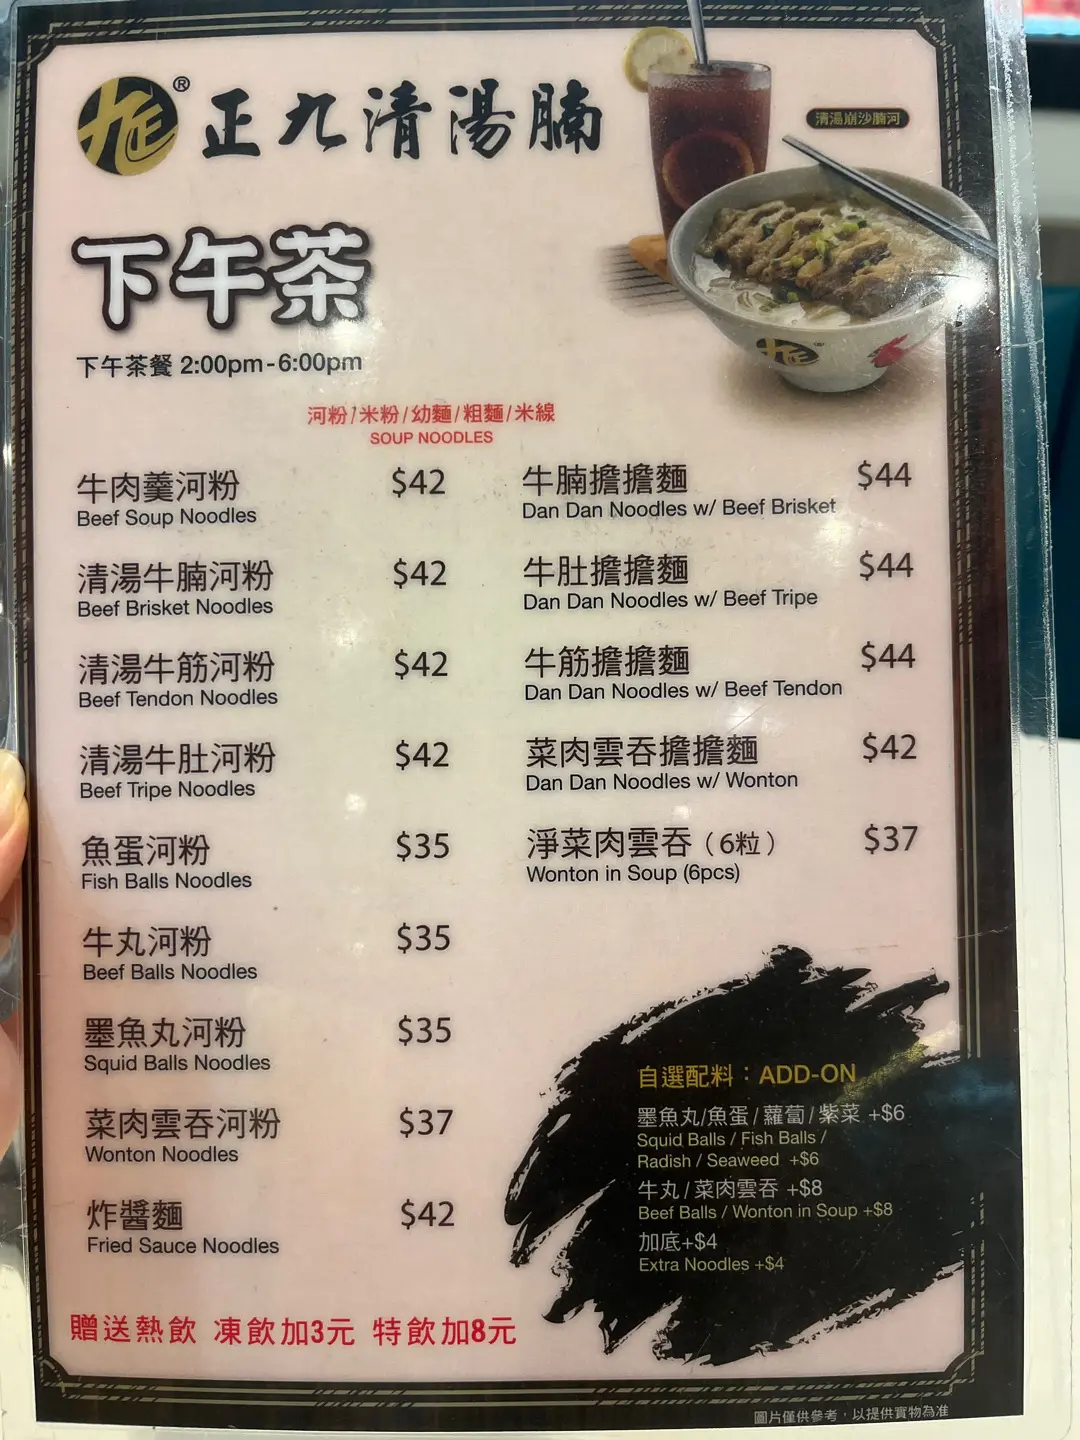 ®
正九清湯腩
清湯崩沙腩河
下午茶
下午茶餐 2:00pm-6:00pm
河粉/米粉/幼麵/粗麵/米線
SOUP NOODLES
牛肉羹河粉 $42
Beef Soup Noodles
清湯牛腩河粉 $42
Beef Brisket Noodles
清湯牛筋河粉 $42
Beef Tendon Noodles
清湯牛肚河粉 $42
Beef Tripe Noodles
魚蛋河粉 $35
Fish Balls Noodles
牛丸河粉 $35
Beef Balls Noodles
墨魚丸河粉 $35
Squid Balls Noodles
菜肉雲吞河粉 $37
Wonton Noodles
炸醬麵 $42
Fried Sauce Noodles
牛腩擔擔麵 $44
Dan Dan Noodles w/ Beef Brisket
牛肚擔擔麵 $44
Dan Dan Noodles w/ Beef Tripe
牛筋擔擔麵 $44
Dan Dan Noodles w/ Beef Tendon
菜肉雲吞擔擔麵 $42
Dan Dan Noodles w/ Wonton
淨菜肉雲吞（6粒） $37
Wonton in Soup (6pcs)
自選配料：ADD-ON
墨魚丸/魚蛋/蘿蔔/紫菜 +$6
Squid Balls / Fish Balls /
Radish / Seaweed +$6
牛丸/菜肉雲吞 +$8
Beef Balls / Wonton in Soup +$8
加底+$4
Extra Noodles +$4
贈送熱飲 凍飲加3元 特飲加8元
圖片僅供參考，以提供實物為准